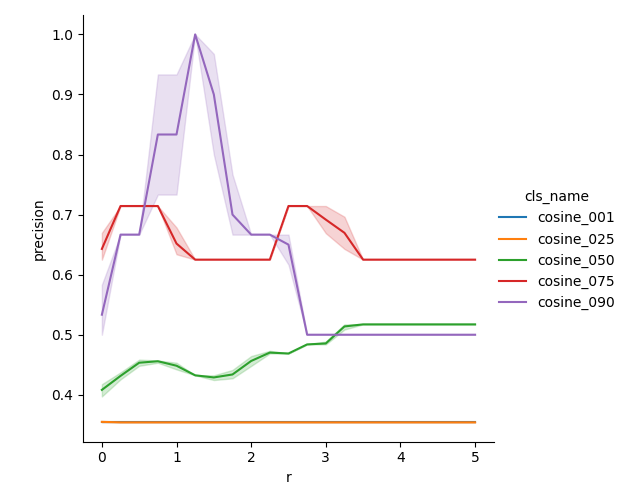 precision
1.0
0.9
0.8
0.7
0.6
0.5
0.4
0 1 2 3 4 5
r
cls_name
cosine_001
cosine_025
cosine_050
cosine_075
cosine_090